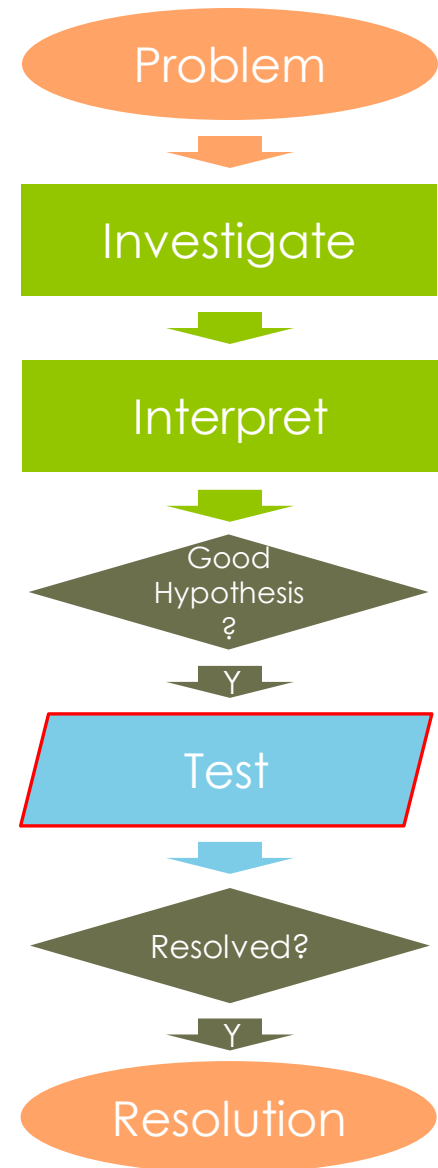 Problem
Investigate
Interpret
Good
Hypothesis
?
Y
Test
Resolved?
Y
Resolution